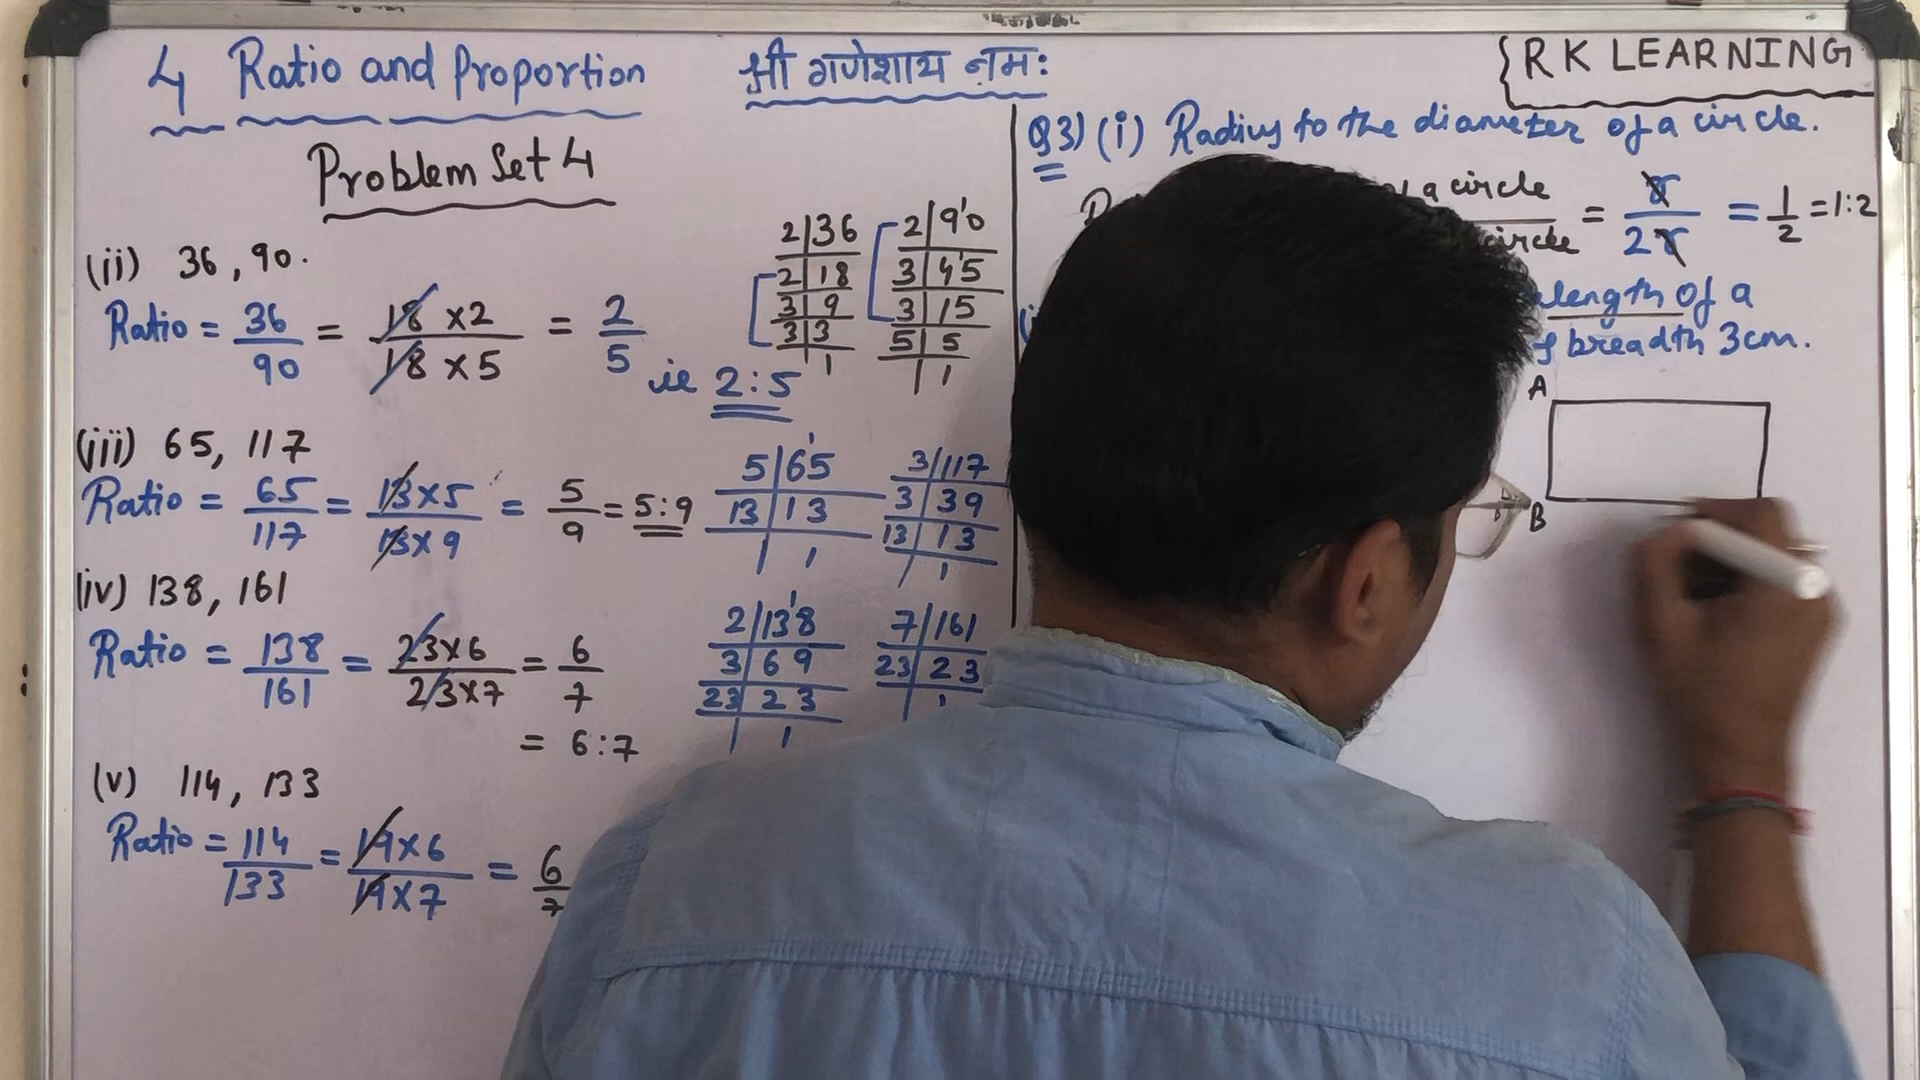 4 Ratio and Proportion
श्री गणेशाय नमः
{R K LEARNING
Problem Set 4
(ii) 36, 90.
Ratio = 36/90 = 18 × 2/18 × 5 = 2/5
ie 2:5
2|36
2|18
3|9
3|3
|1
2|90
3|45
3|15
5|5
|1
(iii) 65, 117
Ratio = 65/117 = 13×5/13×9 = 5/9 = 5:9
5|65
13|13
|1
3|117
3|39
13|13
|1
(iv) 138, 161
Ratio = 138/161 = 23×6/23×7 = 6/7
= 6:7
2|138
3|69
23|23
|1
7|161
23|23
|1
(v) 114, 133
Ratio = 114/133 = 19×6/19×7 = 6/7
Q3) (i) Radius to the diameter of a circle.
a circle
circle = r/2r = 1/2 = 1:2
length of a
breadth 3cm.
A
B